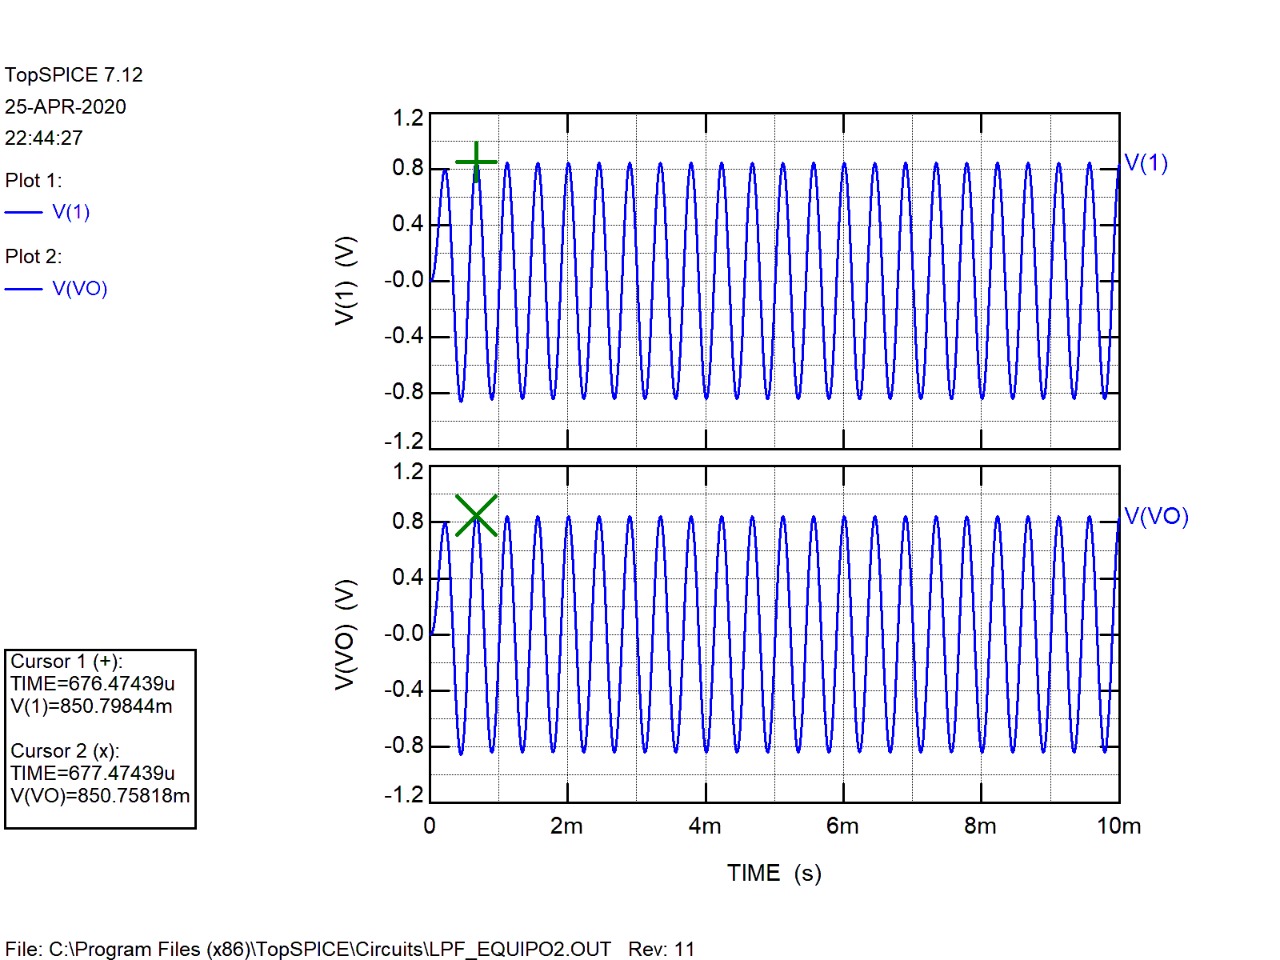 TopSPICE 7.12
25-APR-2020
22:44:27
Plot 1:
V(1)
Plot 2:
V(VO)
Cursor 1 (+):
TIME=676.47439u
V(1)=850.79844m
Cursor 2 (x):
TIME=677.47439u
V(VO)=850.75818m
V(1) (V)
1.2
0.8
0.4
-0.0
-0.4
-0.8
-1.2
V(1)
V(VO) (V)
1.2
0.8
0.4
-0.0
-0.4
-0.8
-1.2
V(VO)
0 2m 4m 6m 8m 10m
TIME (s)
File: C:\Program Files (x86)\TopSPICE\Circuits\LPF_EQUIPO2.OUT Rev: 11